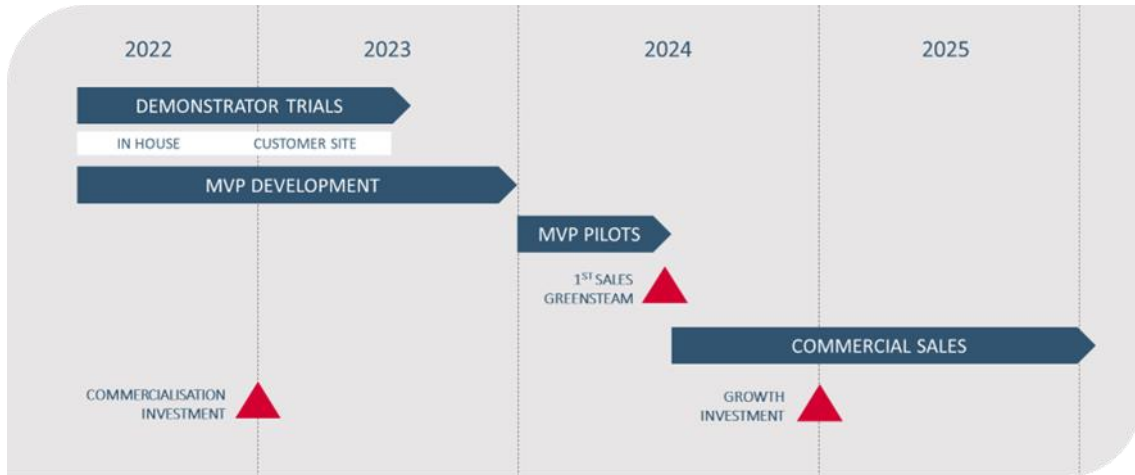 2022
2023
2024
2025
DEMONSTRATOR TRIALS
IN HOUSE
CUSTOMER SITE
MVP DEVELOPMENT
MVP PILOTS
1ST SALES
GREENSTEAM
COMMERCIAL SALES
COMMERCIALISATION
INVESTMENT
GROWTH
INVESTMENT